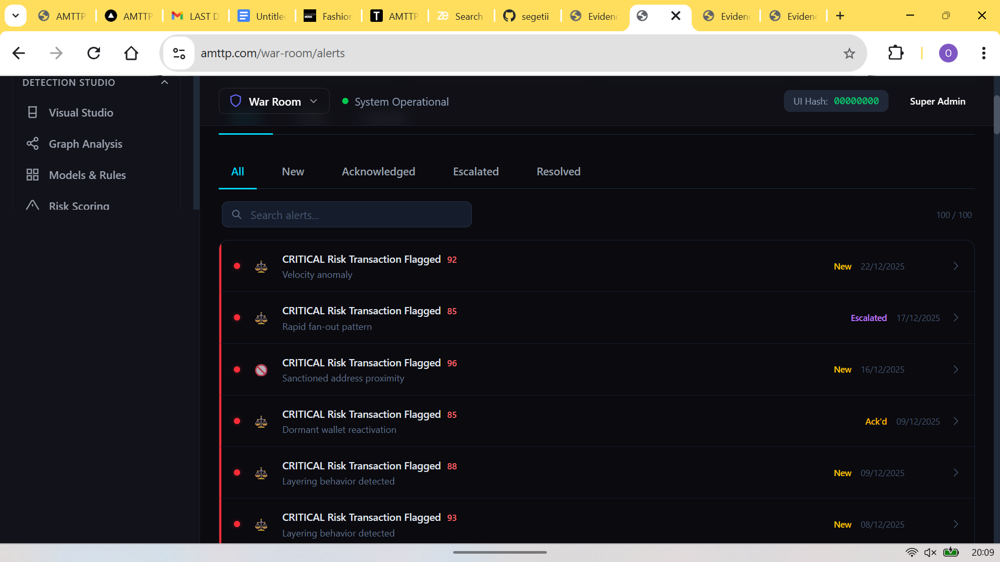 AMTTP
AMTTP
LAST D
Untitle
Fashion
AMTTP
Search
segetii
Eviden
Eviden
Eviden
amttp.com/war-room/alerts
O
DETECTION STUDIO
Visual Studio
Graph Analysis
Models & Rules
Risk Scoring
War Room
System Operational
UI Hash: 00000000
Super Admin
All New Acknowledged Escalated Resolved
Search alerts...
100 / 100
CRITICAL Risk Transaction Flagged 92
Velocity anomaly
New 22/12/2025
CRITICAL Risk Transaction Flagged 85
Rapid fan-out pattern
Escalated 17/12/2025
CRITICAL Risk Transaction Flagged 96
Sanctioned address proximity
New 16/12/2025
CRITICAL Risk Transaction Flagged 85
Dormant wallet reactivation
Ack'd 09/12/2025
CRITICAL Risk Transaction Flagged 88
Layering behavior detected
New 09/12/2025
CRITICAL Risk Transaction Flagged 93
Layering behavior detected
New 08/12/2025
20:09